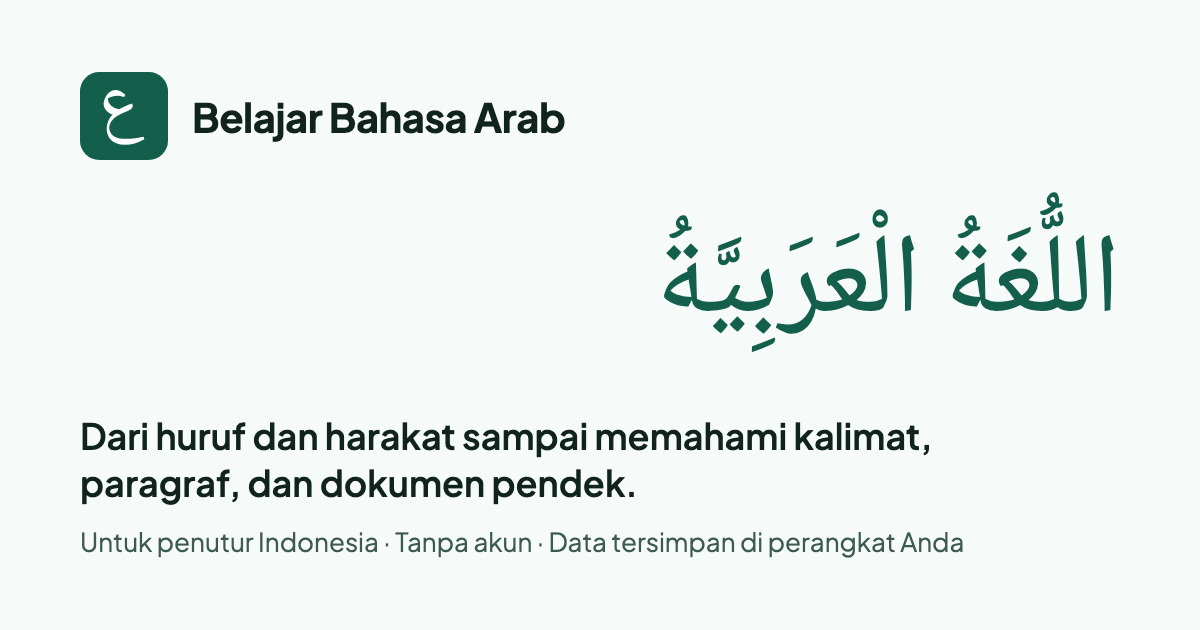 ع
Belajar Bahasa Arab
اللُّغَةُ الْعَرَبِيَّةُ
Dari huruf dan harakat sampai memahami kalimat,
paragraf, dan dokumen pendek.
Untuk penutur Indonesia · Tanpa akun · Data tersimpan di perangkat Anda